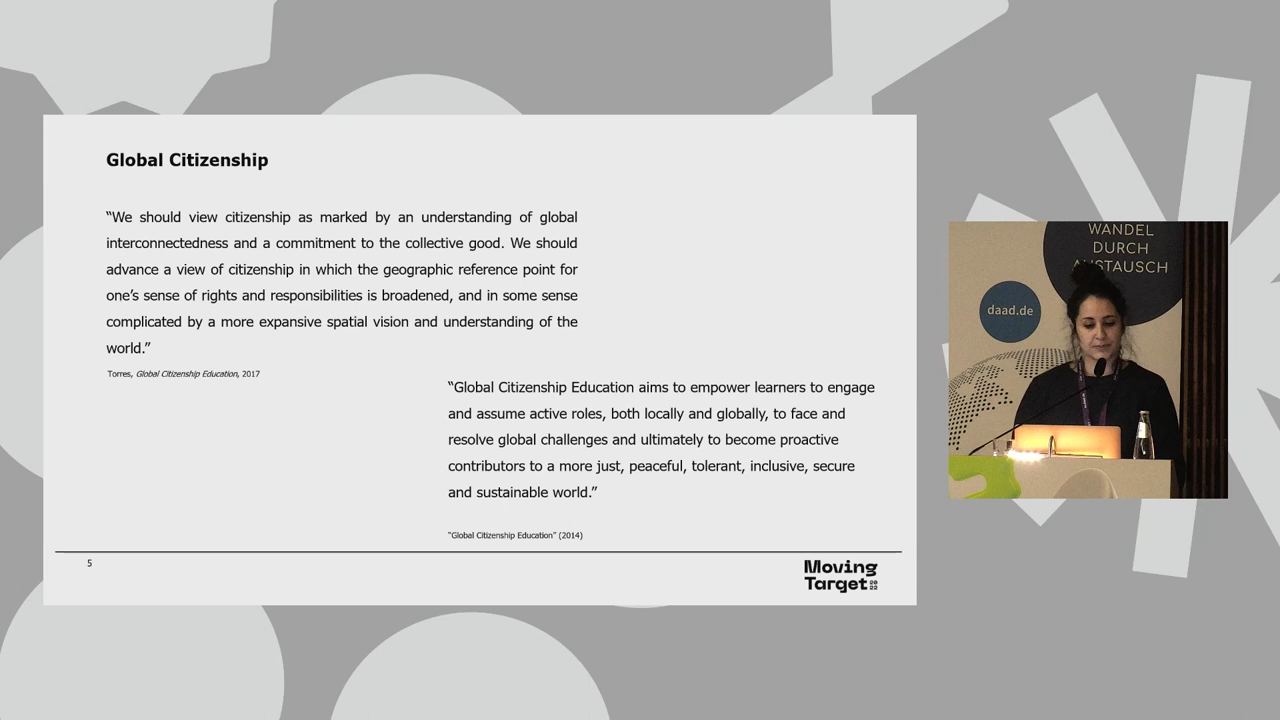 Global Citizenship
“We should view citizenship as marked by an understanding of global
interconnectedness and a commitment to the collective good. We should
advance a view of citizenship in which the geographic reference point for
one’s sense of rights and responsibilities is broadened, and in some sense
complicated by a more expansive spatial vision and understanding of the
world.”
Torres, Global Citizenship Education, 2017
“Global Citizenship Education aims to empower learners to engage
and assume active roles, both locally and globally, to face and
resolve global challenges and ultimately to become proactive
contributors to a more just, peaceful, tolerant, inclusive, secure
and sustainable world.”
“Global Citizenship Education” (2014)
5
Moving
Target 20
22
WANDEL
DURCH
AUSTAUSCH
daad.de